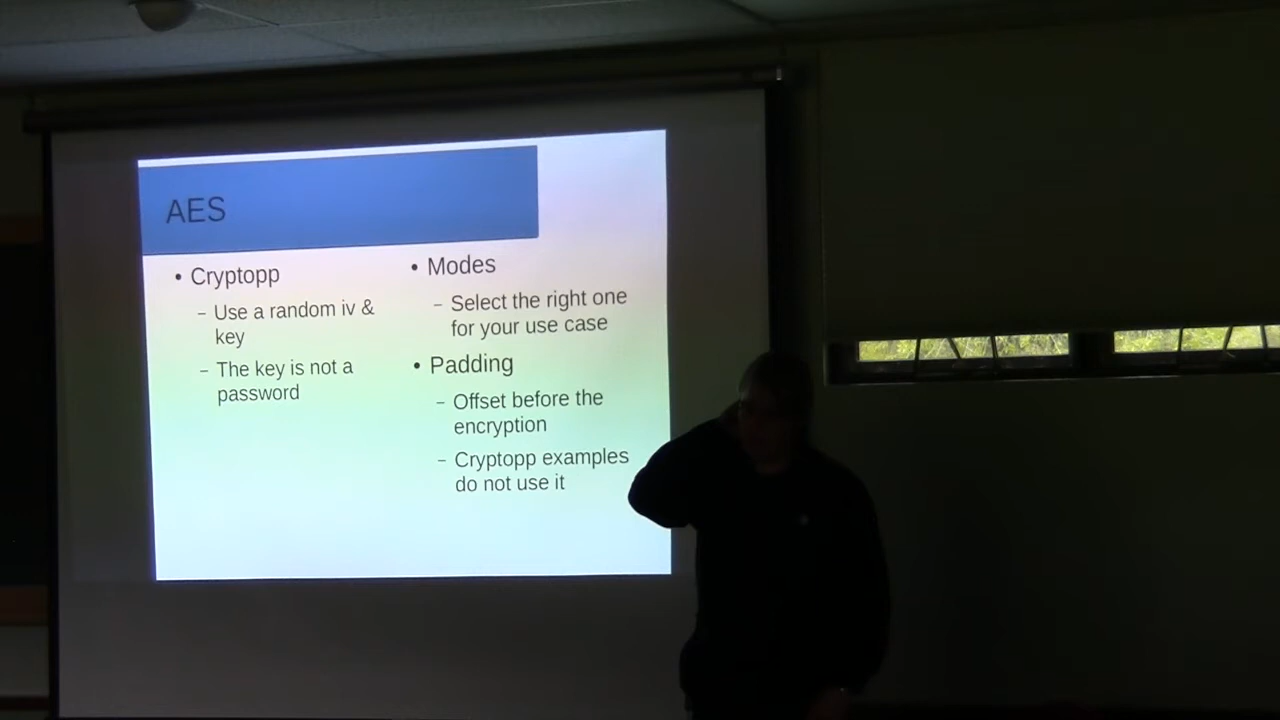 AES
• Cryptopp
– Use a random iv &
key
– The key is not a
password
• Modes
– Select the right one
for your use case
• Padding
– Offset before the
encryption
– Cryptopp examples
do not use it